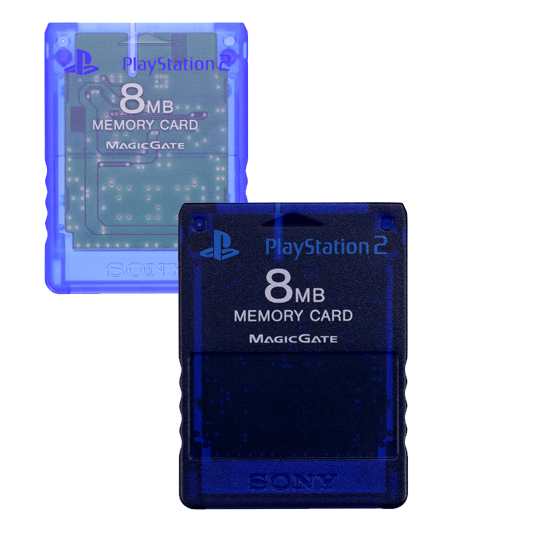 PlayStation 2
8MB
MEMORY CARD
MAGICGATE
SONY
PlayStation 2
8MB
MEMORY CARD
MAGICGATE
SONY